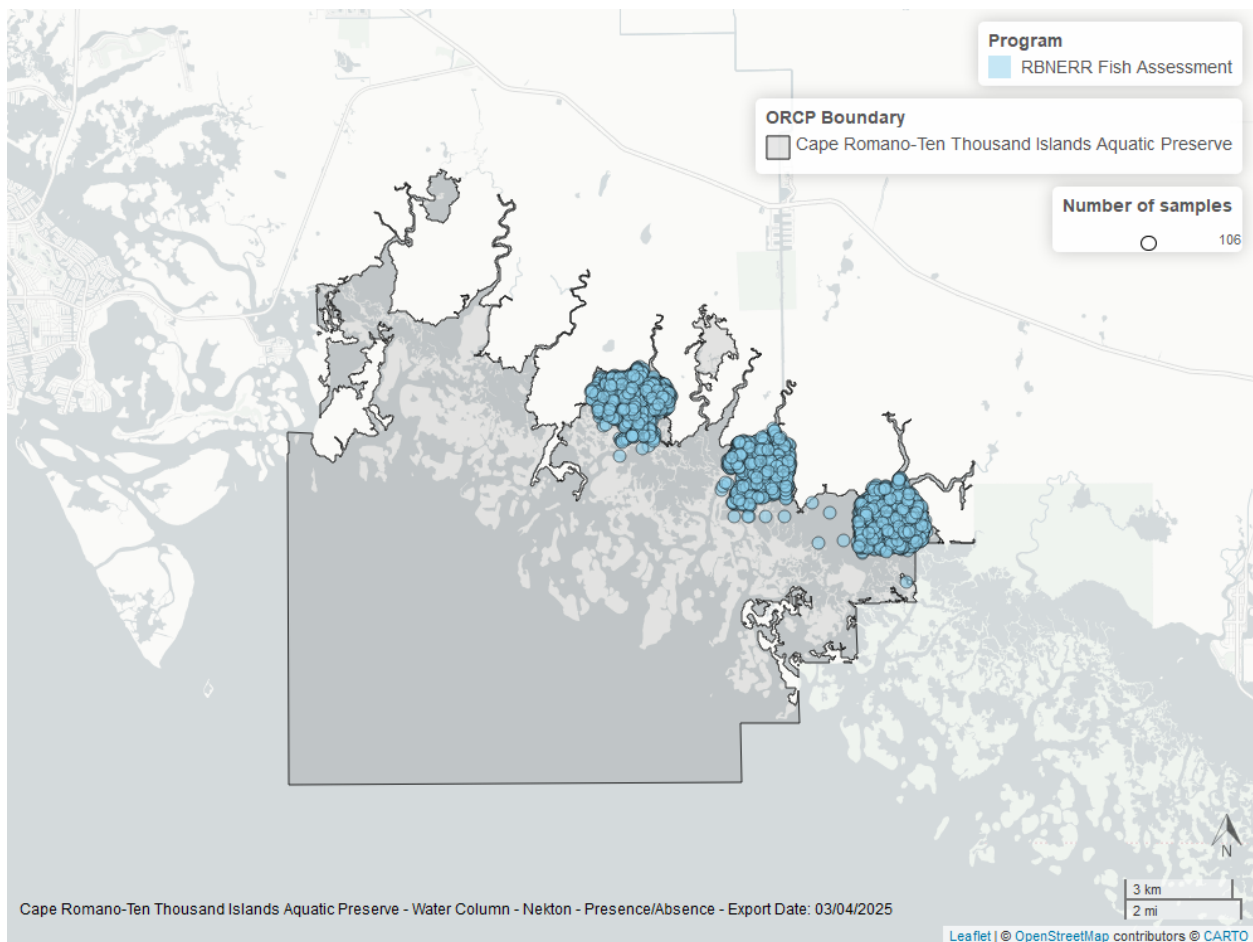 Program
RBNERR Fish Assessment
ORCP Boundary
Cape Romano-Ten Thousand Islands Aquatic Preserve
Number of samples
106
N
3 km
2 mi
Cape Romano-Ten Thousand Islands Aquatic Preserve - Water Column - Nekton - Presence/Absence - Export Date: 03/04/2025
Leaflet | © OpenStreetMap contributors © CARTO